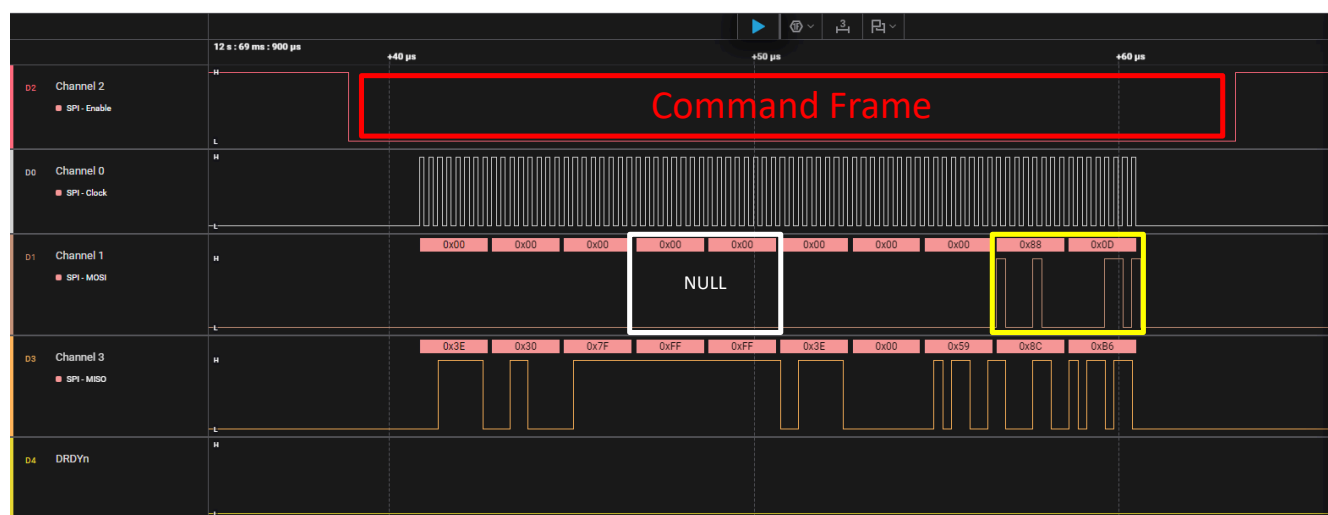 12 s : 69 ms : 900 µs
+40 µs +50 µs +60 µs
3
D2 Channel 2
SPI - Enable
H
L
Command Frame
D0 Channel 0
SPI - Clock
H
L
D1 Channel 1
SPI - MOSI
H
L
0x00 0x00 0x00 0x00 0x00 0x00 0x00 0x00 0x88 0x0D
NULL
D3 Channel 3
SPI - MISO
H
L
0x3E 0x30 0x7F 0xFF 0xFF 0x3E 0x00 0x59 0x8C 0xB6
D4 DRDYn
H
L